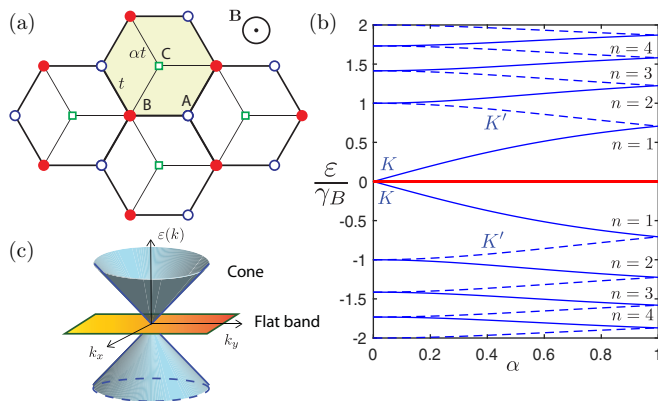 (a)
B
αt
C
t
B
A
(b)
ε/γ_B
2
1.5
1
0.5
0
-0.5
-1
-1.5
-2
n = 4
n = 3
n = 2
K′
n = 1
K
K
n = 1
K′
n = 2
n = 3
n = 4
0
0.2
0.4
0.6
0.8
1
α
(c)
ε(k)
Cone
Flat band
k_x
k_y